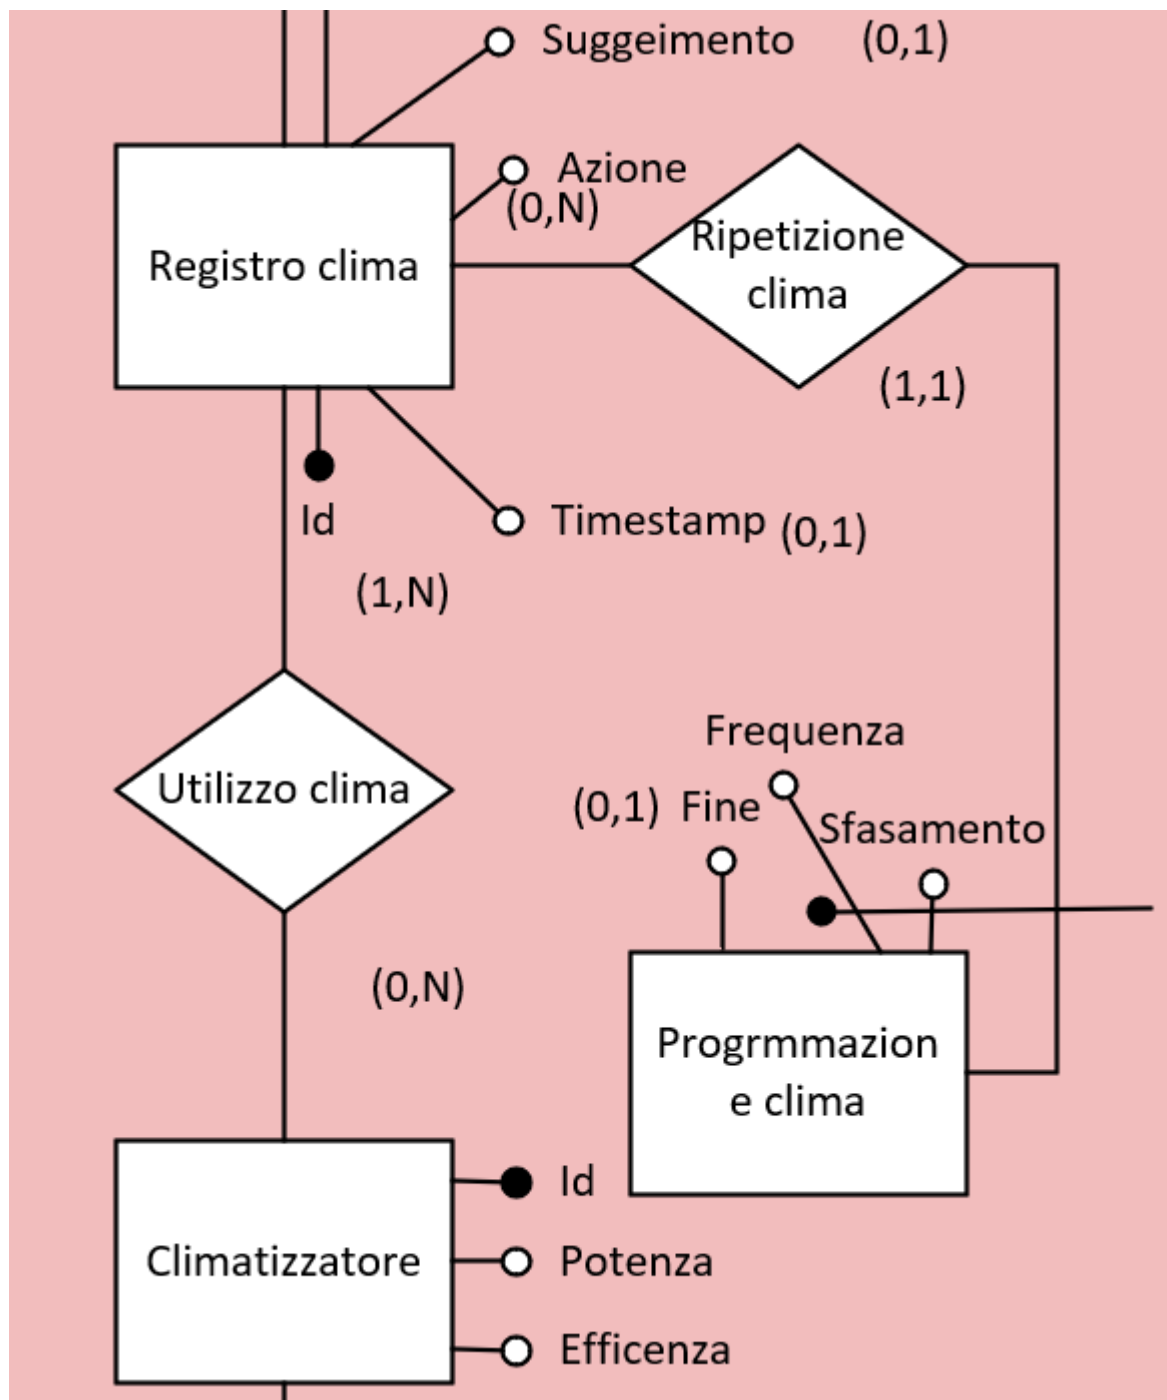 Suggeimento (0,1)
Azione
(0,N)
Registro clima
Ripetizione
clima
(1,1)
Id
Timestamp (0,1)
(1,N)
Utilizzo clima
Frequenza
(0,1) Fine
Sfasamento
(0,N)
Progrmmazion
e clima
Climatizzatore
Id
Potenza
Efficenza